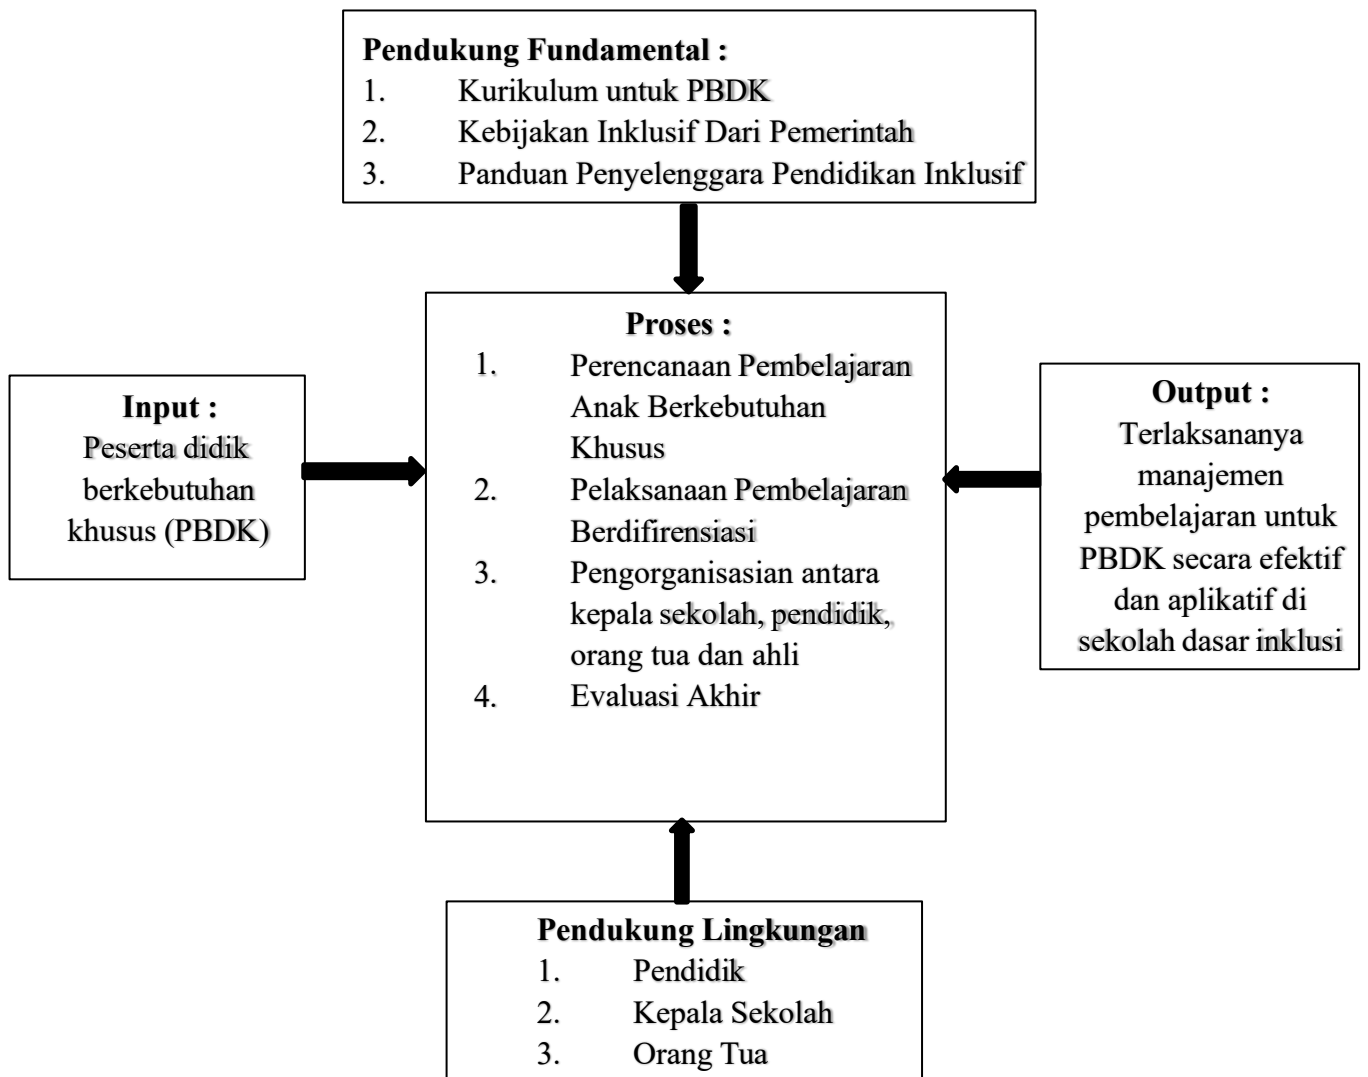 Pendukung Fundamental :
1. Kurikulum untuk PBDK
2. Kebijakan Inklusif Dari Pemerintah
3. Panduan Penyelenggara Pendidikan Inklusif
Input :
Peserta didik
berkebutuhan
khusus (PBDK)
Proses :
1. Perencanaan Pembelajaran
Anak Berkebutuhan
Khusus
2. Pelaksanaan Pembelajaran
Berdifirensiasi
3. Pengorganisasian antara
kepala sekolah, pendidik,
orang tua dan ahli
4. Evaluasi Akhir
Output :
Terlaksananya
manajemen
pembelajaran untuk
PBDK secara efektif
dan aplikatif di
sekolah dasar inklusi
Pendukung Lingkungan
1. Pendidik
2. Kepala Sekolah
3. Orang Tua